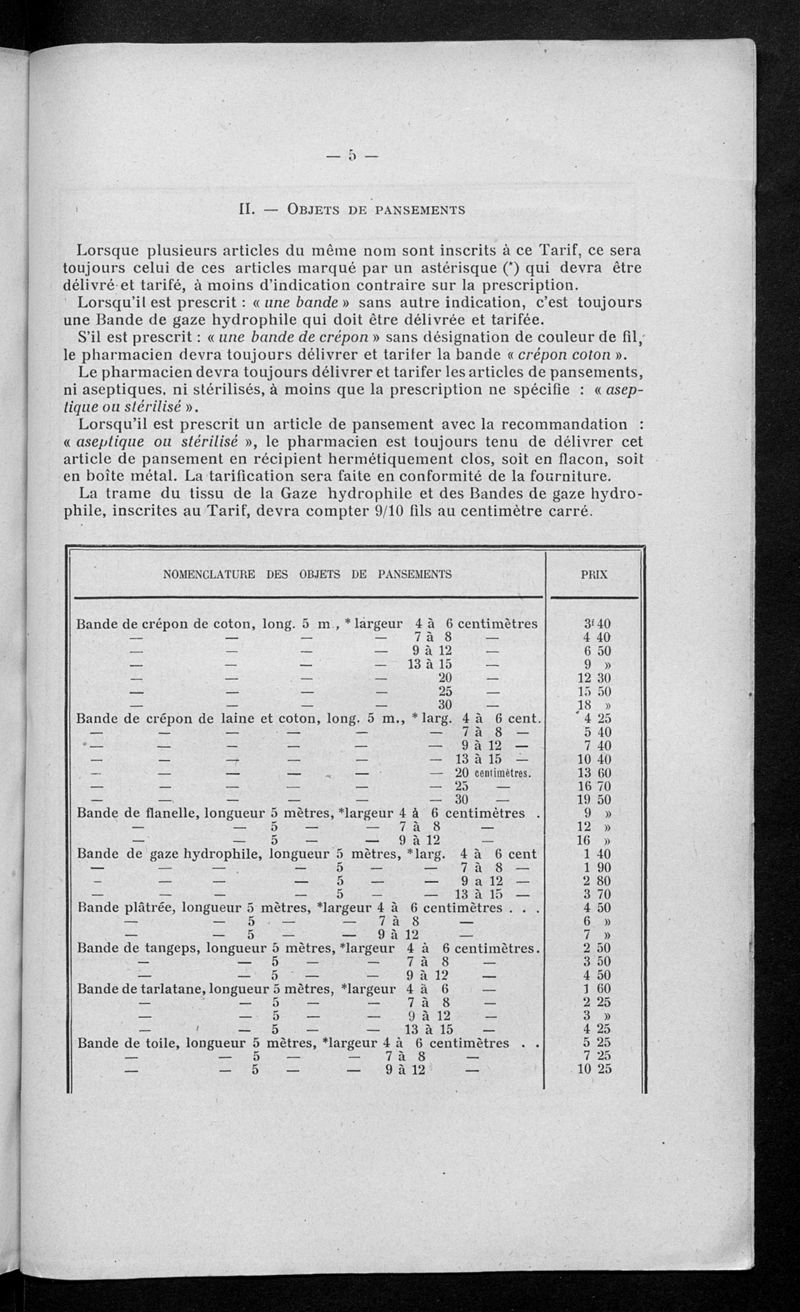 — 5 —
II. — OBJETS DE PANSEMENTS
Lorsque plusieurs articles du même nom sont inscrits à ce Tarif, ce sera
toujours celui de ces articles marqué par un astérisque (*) qui devra être
délivré et tarifé, à moins d'indication contraire sur la prescription.
Lorsqu'il est prescrit : « une bande » sans autre indication, c'est toujours
une Bande de gaze hydrophile qui doit être délivrée et tarifée.
S'il est prescrit : « une bande de crépon » sans désignation de couleur de fil,
le pharmacien devra toujours délivrer et tarifer la bande « crépon coton ».
Le pharmacien devra toujours délivrer et tarifer les articles de pansements,
ni aseptiques, ni stérilisés, à moins que la prescription ne spécifie : « asep-
tique ou stérilisé ».
Lorsqu'il est prescrit un article de pansement avec la recommandation :
« aseptique ou stérilisé », le pharmacien est toujours tenu de délivrer cet
article de pansement en récipient hermétiquement clos, soit en flacon, soit
en boîte métal. La tarification sera faite en conformité de la fourniture.
La trame du tissu de la Gaze hydrophile et des Bandes de gaze hydro-
phile, inscrites au Tarif, devra compter 9/10 fils au centimètre carré.
NOMENCLATURE DES OBJETS DE PANSEMENTS PRIX
Bande de crépon de coton, long. 5 m., * largeur 4 à 6 centimètres 3f 40
— — — — 7 à 8 — 4 40
— — — — 9 à 12 — 6 50
— — — — 13 à 15 — 9 »
— — — — 20 — 12 30
— — — — 25 — 15 50
— — — — 30 — 18 »
Bande de crépon de laine et coton, long. 5 m., * larg. 4 à 6 cent. 4 25
— — — — — — 7 à 8 — 5 40
— — — — — — 9 à 12 — 7 40
— — — — — — 13 à 15 — 10 40
— — — — — — 20 centimètres. 13 60
— — — — — — 25 — 16 70
— — — — — — 30 — 19 50
Bande de flanelle, longueur 5 mètres, *largeur 4 à 6 centimètres . 9 »
— — 5 — — 7 à 8 — 12 »
— — 5 — — 9 à 12 — 16 »
Bande de gaze hydrophile, longueur 5 mètres, *larg. 4 à 6 cent 1 40
— — — — 5 — — 7 à 8 — 1 90
— — — — 5 — — 9 a 12 — 2 80
— — — — 5 — — 13 à 15 — 3 70
Bande plâtrée, longueur 5 mètres, *largeur 4 à 6 centimètres . . . 4 50
— — 5 — — 7 à 8 — 6 »
— — 5 — — 9 à 12 — 7 »
Bande de tangeps, longueur 5 mètres, *largeur 4 à 6 centimètres. 2 50
— — 5 — — 7 à 8 — 3 50
— — 5 — — 9 à 12 — 4 50
Bande de tarlatane, longueur 5 mètres, *largeur 4 à 6 — 1 60
— — 5 — — 7 à 8 — 2 25
— — 5 — — 9 à 12 — 3 »
— — 5 — — 13 à 15 — 4 25
Bande de toile, longueur 5 mètres, *largeur 4 à 6 centimètres . . 5 25
— — 5 — — 7 à 8 — 7 25
— — 5 — — 9 à 12 — 10 25